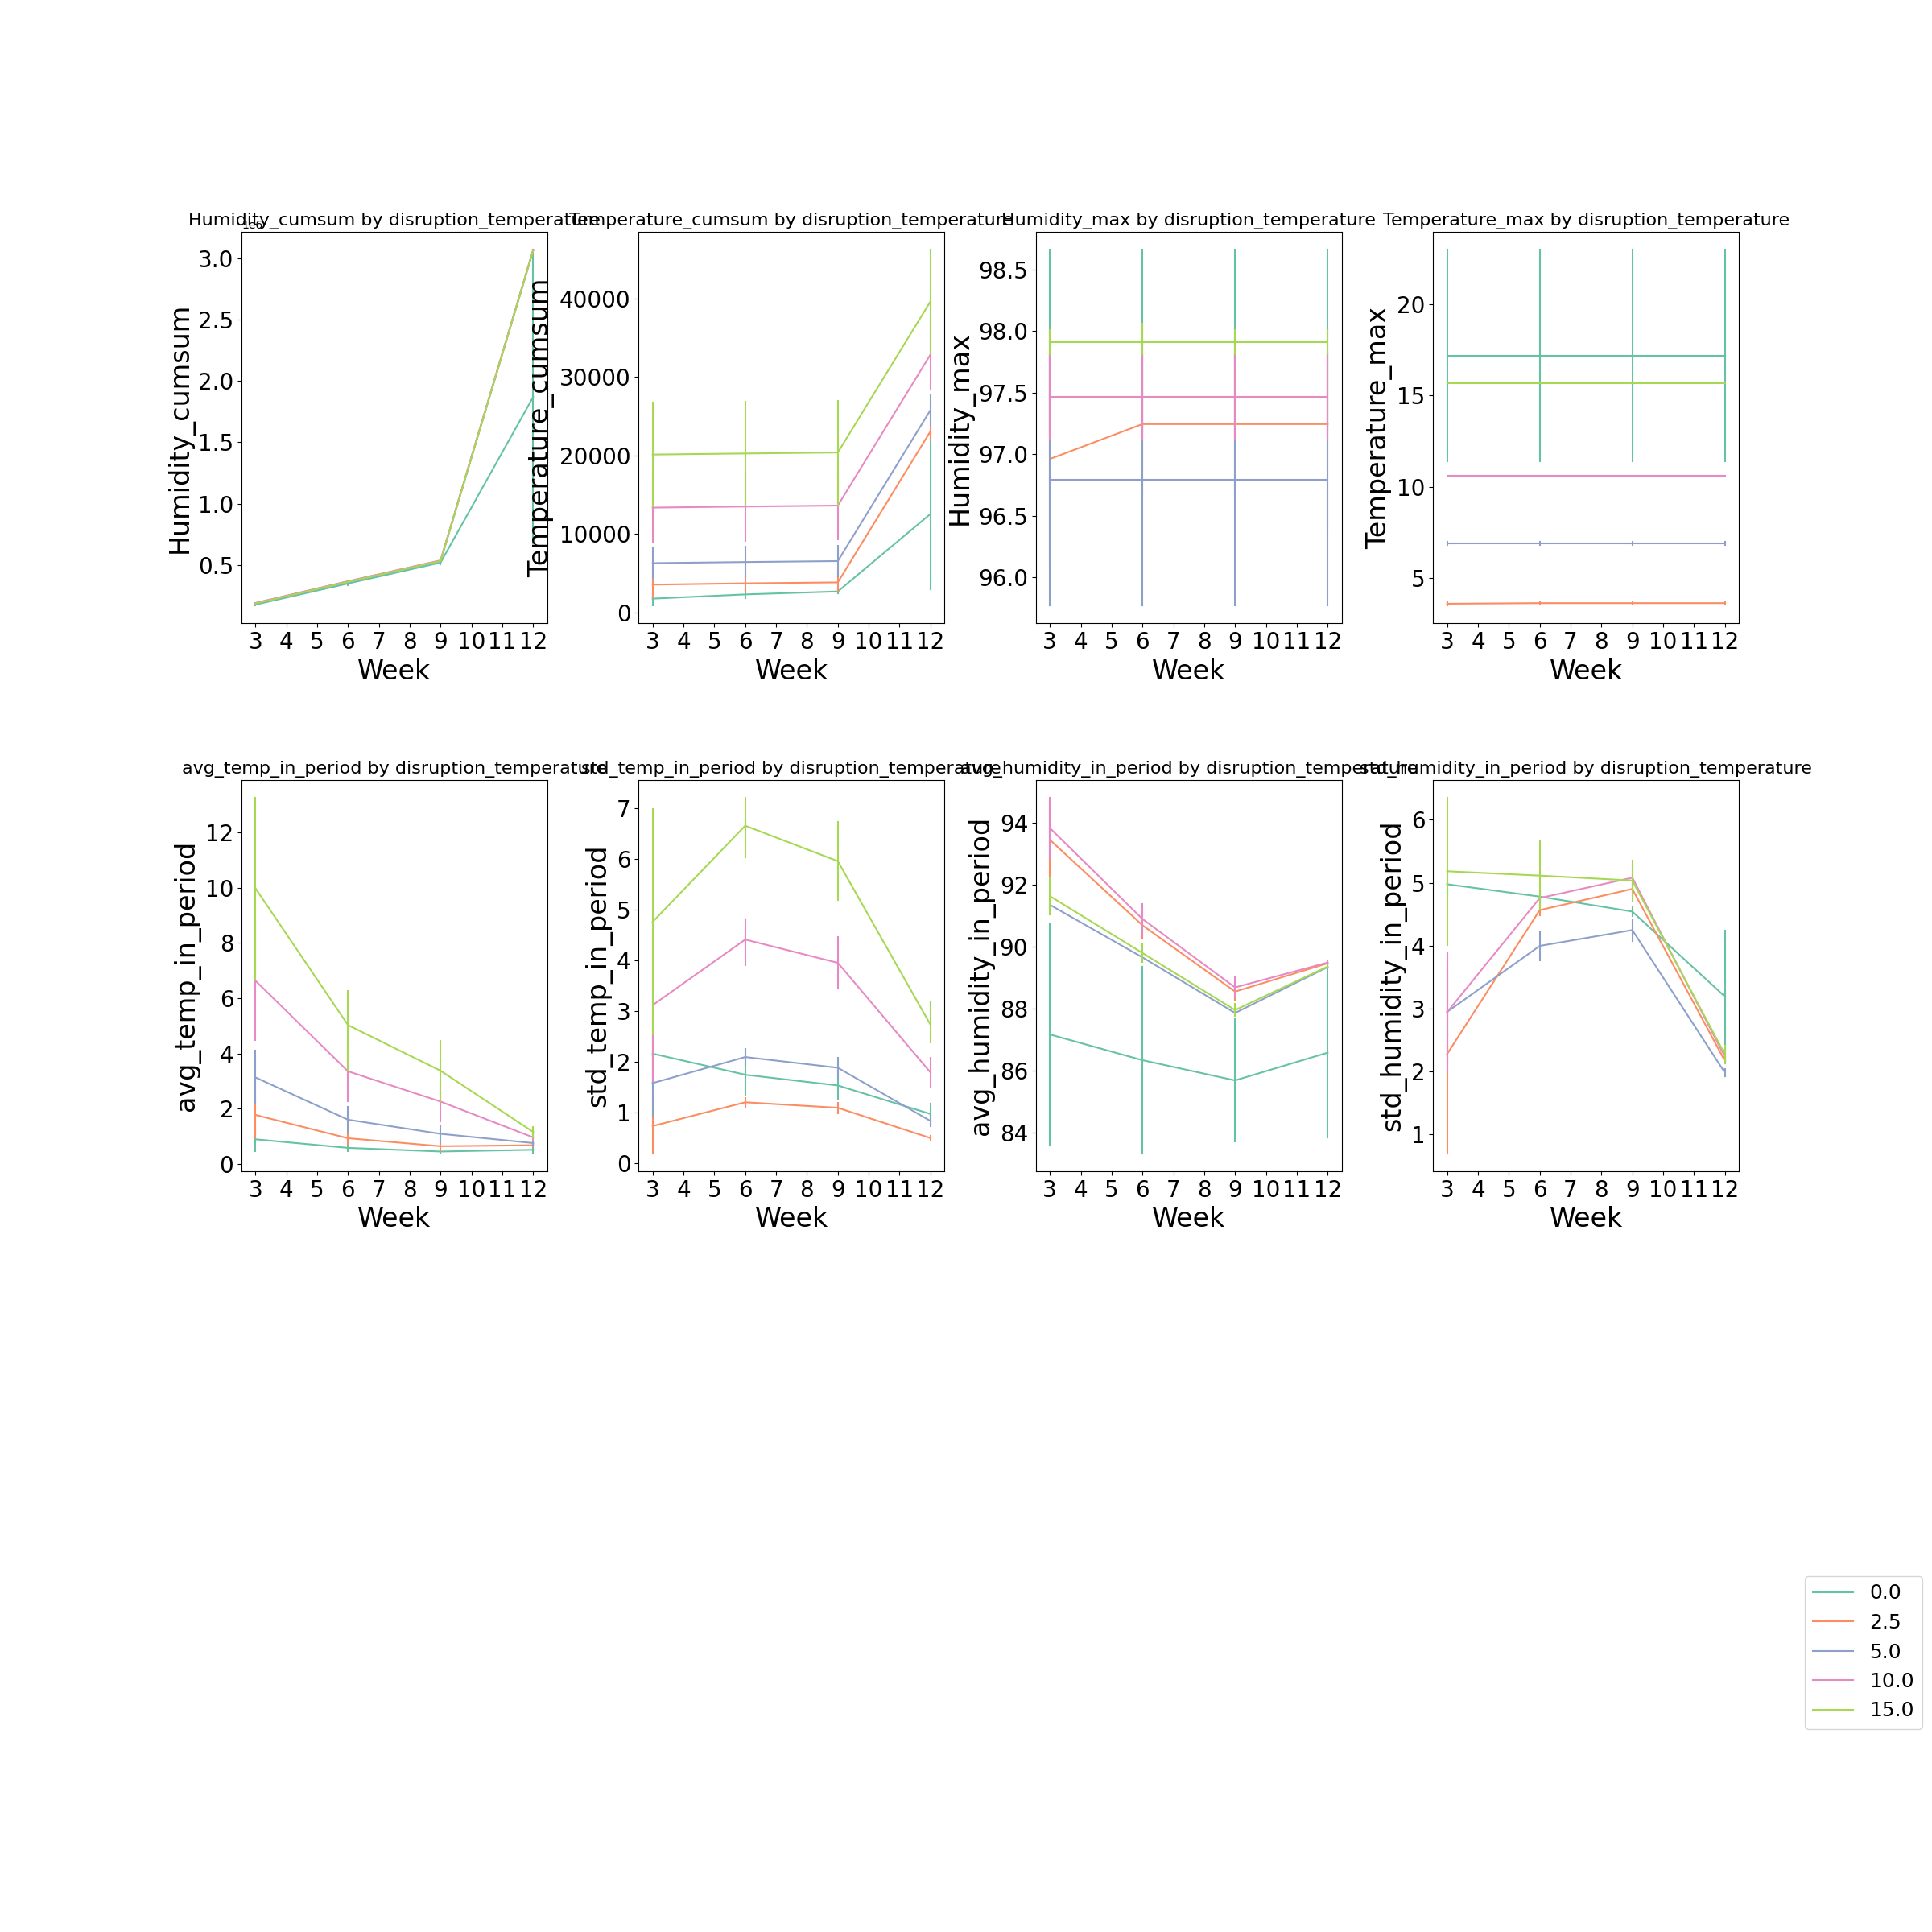 Humidity_cumsum by disruption_temperature
Temperature_cumsum by disruption_temperature
Humidity_max by disruption_temperature
Temperature_max by disruption_temperature
1e6
3.0
2.5
2.0
1.5
1.0
0.5
Humidity_cumsum
3 4 5 6 7 8 9 10 11 12
Week
40000
30000
20000
10000
0
Temperature_cumsum
3 4 5 6 7 8 9 10 11 12
Week
98.5
98.0
97.5
97.0
96.5
96.0
Humidity_max
3 4 5 6 7 8 9 10 11 12
Week
20
15
10
5
Temperature_max
3 4 5 6 7 8 9 10 11 12
Week
avg_temp_in_period by disruption_temperature
std_temp_in_period by disruption_temperature
avg_humidity_in_period by disruption_temperature
std_humidity_in_period by disruption_temperature
12
10
8
6
4
2
0
avg_temp_in_period
3 4 5 6 7 8 9 10 11 12
Week
7
6
5
4
3
2
1
0
std_temp_in_period
3 4 5 6 7 8 9 10 11 12
Week
94
92
90
88
86
84
avg_humidity_in_period
3 4 5 6 7 8 9 10 11 12
Week
6
5
4
3
2
1
std_humidity_in_period
3 4 5 6 7 8 9 10 11 12
Week
0.0
2.5
5.0
10.0
15.0